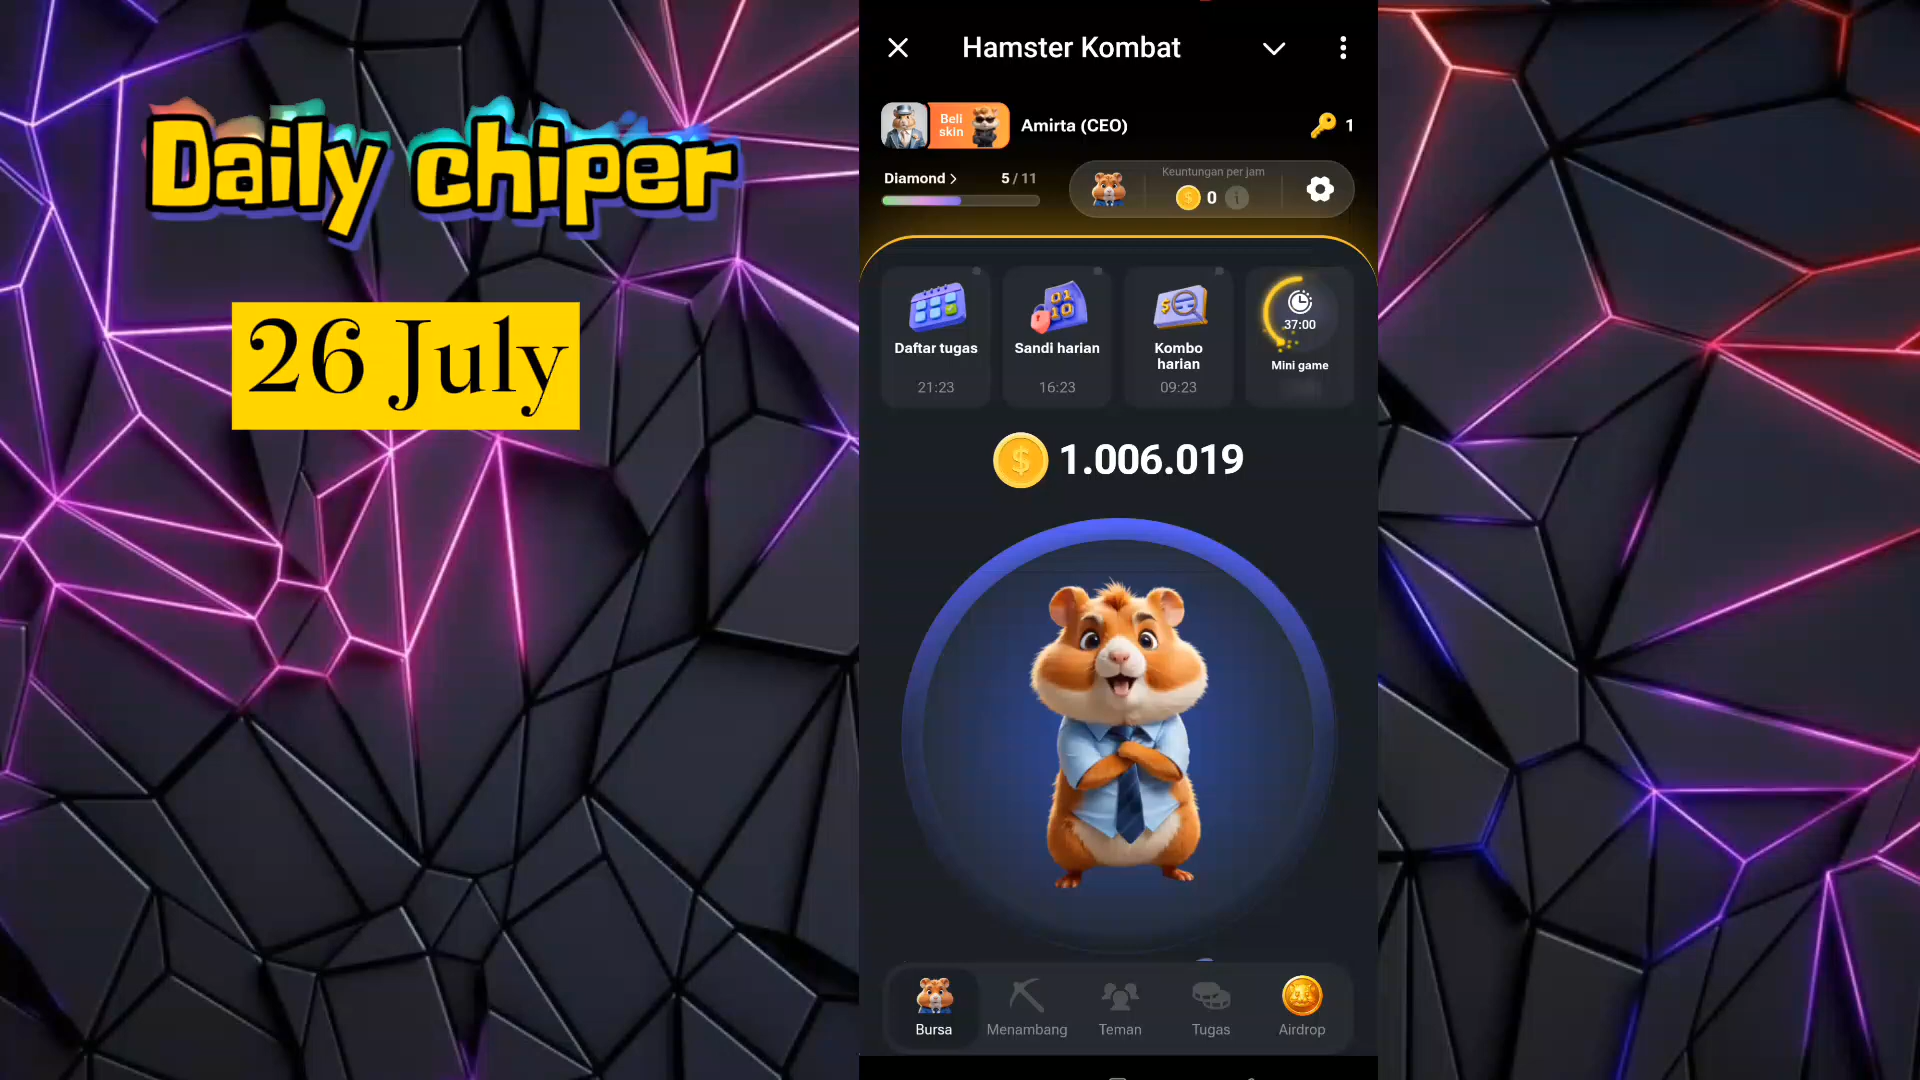 Daily chiper
26 July
Hamster Kombat
Beli
skin
Amirta (CEO)
1
Diamond >
5 / 11
Keuntungan per jam
0
Daftar tugas
21:23
Sandi harian
16:23
Kombo
harian
09:23
37:00
Mini game
1.006.019
Bursa
Menambang
Teman
Tugas
Airdrop